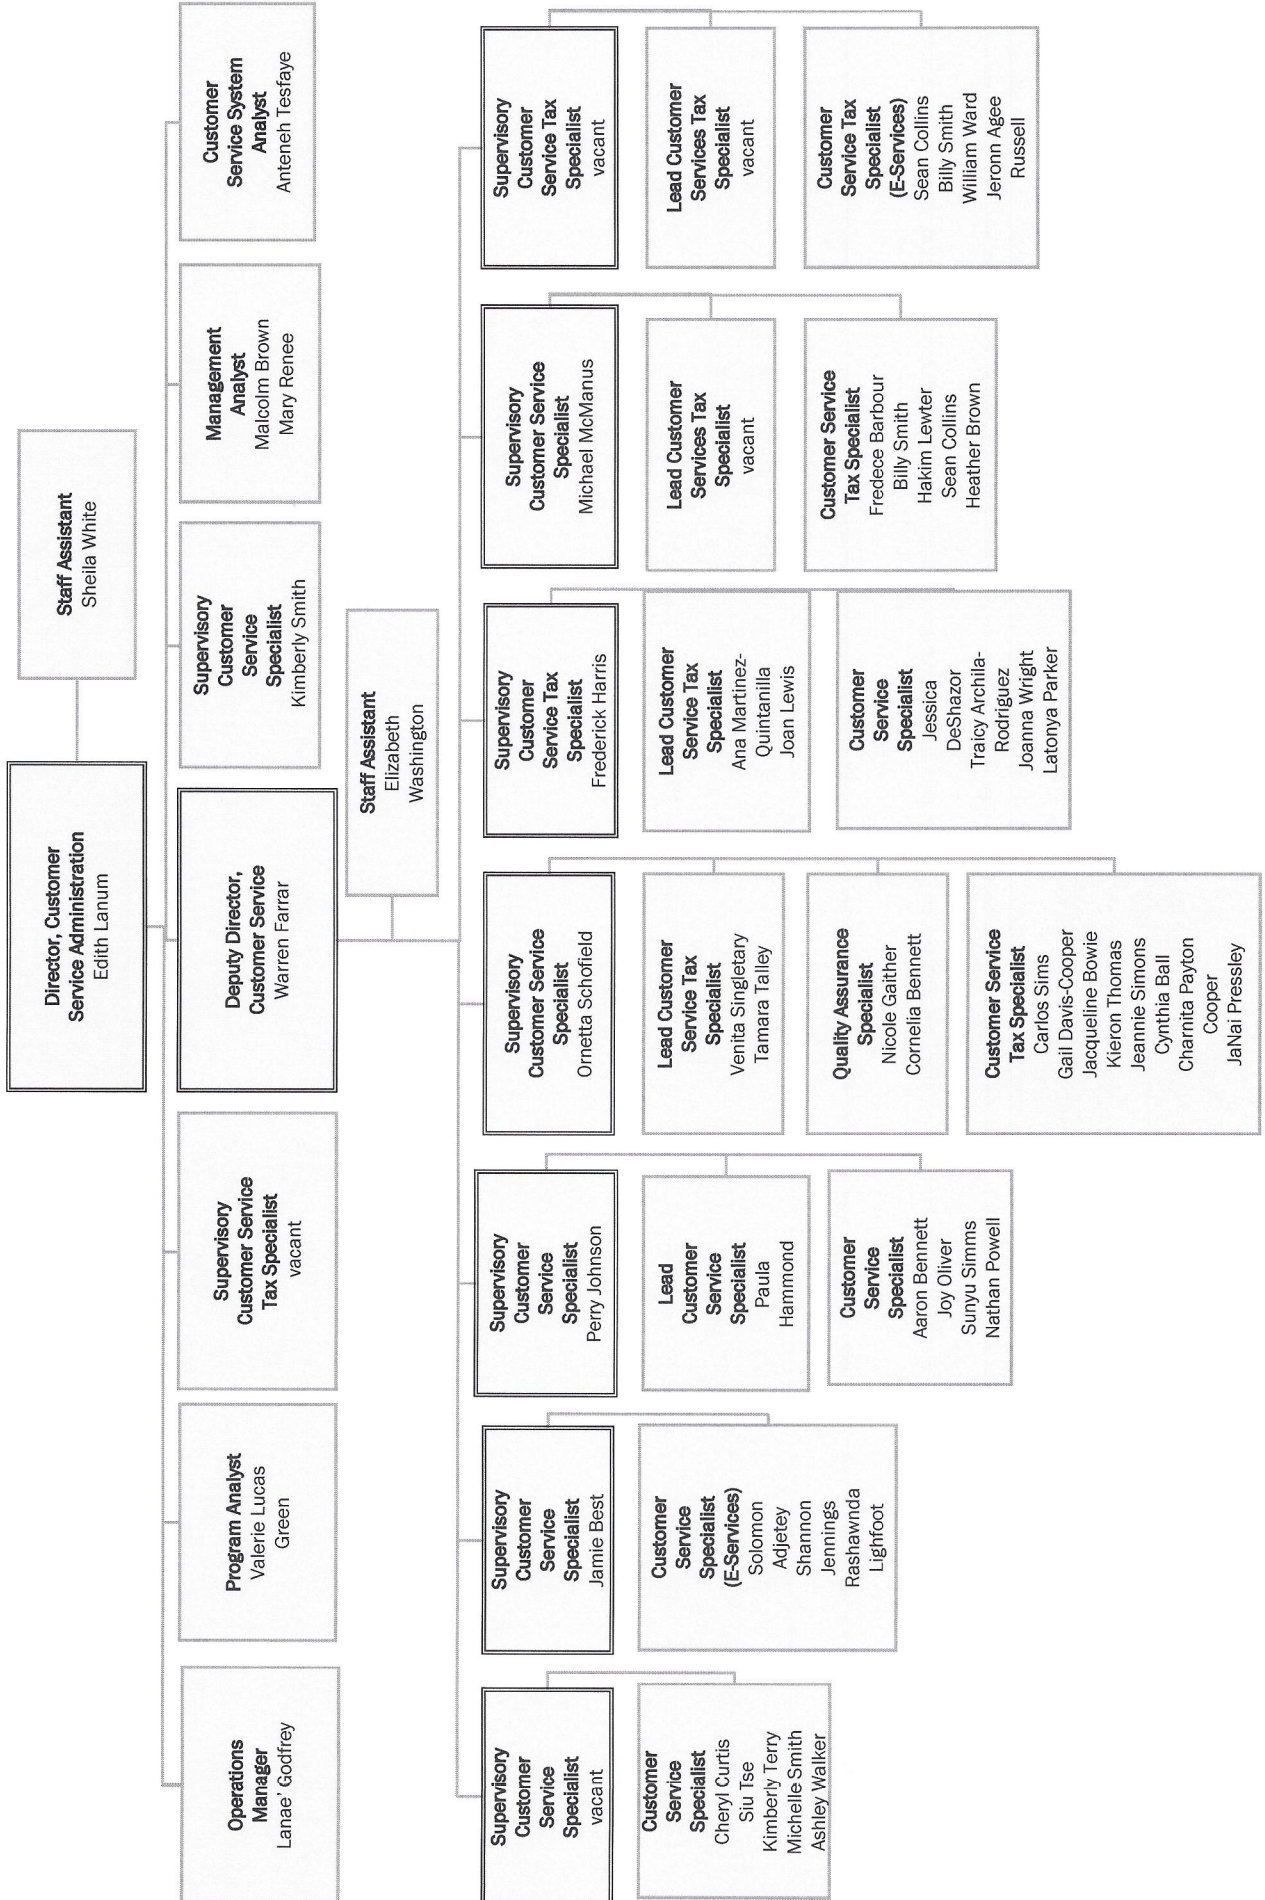 Director, Customer
Service Administration
Edith Lanum
Staff Assistant
Sheila White
Operations
Manager
Lanae' Godfrey
Program Analyst
Valerie Lucas
Green
Supervisory
Customer Service
Tax Specialist
vacant
Deputy Director,
Customer Service
Warren Farrar
Supervisory
Customer
Service
Specialist
Kimberly Smith
Management
Analyst
Malcolm Brown
Mary Renee
Customer
Service System
Analyst
Anteneh Tesfaye
Staff Assistant
Elizabeth
Washington
Supervisory
Customer
Service
Specialist
vacant
Customer
Service
Specialist
Cheryl Curtis
Siu Tse
Kimberly Terry
Michelle Smith
Ashley Walker
Supervisory
Customer
Service
Specialist
Jamie Best
Customer
Service
Specialist
(E-Services)
Solomon
Adjetey
Shannon
Jennings
Rashawnda
Lightfoot
Supervisory
Customer
Service
Specialist
Perry Johnson
Lead
Customer
Service
Specialist
Paula
Hammond
Customer
Service
Specialist
Aaron Bennett
Joy Oliver
Sunyu Simms
Nathan Powell
Supervisory
Customer Service
Specialist
Ornetta Schofield
Lead Customer
Service Tax
Specialist
Venita Singletary
Tamara Talley
Quality Assurance
Specialist
Nicole Gaither
Cornelia Bennett
Customer Service
Tax Specialist
Carlos Sims
Gail Davis-Cooper
Jacqueline Bowie
Kieron Thomas
Jeannie Simons
Cynthia Ball
Charnita Payton
Cooper
JaNai Pressley
Supervisory
Customer
Service Tax
Specialist
Frederick Harris
Lead Customer
Service Tax
Specialist
Ana Martinez-
Quintanilla
Joan Lewis
Customer
Service
Specialist
Jessica
DeShazor
Traicy Archila-
Rodriguez
Joanna Wright
Latonya Parker
Supervisory
Customer Service
Specialist
Michael McManus
Lead Customer
Services Tax
Specialist
vacant
Customer Service
Tax Specialist
Fredece Barbour
Billy Smith
Hakim Lewter
Sean Collins
Heather Brown
Supervisory
Customer
Service Tax
Specialist
vacant
Lead Customer
Services Tax
Specialist
vacant
Customer
Service Tax
Specialist
(E-Services)
Sean Collins
Billy Smith
William Ward
Jeronn Agee
Russell